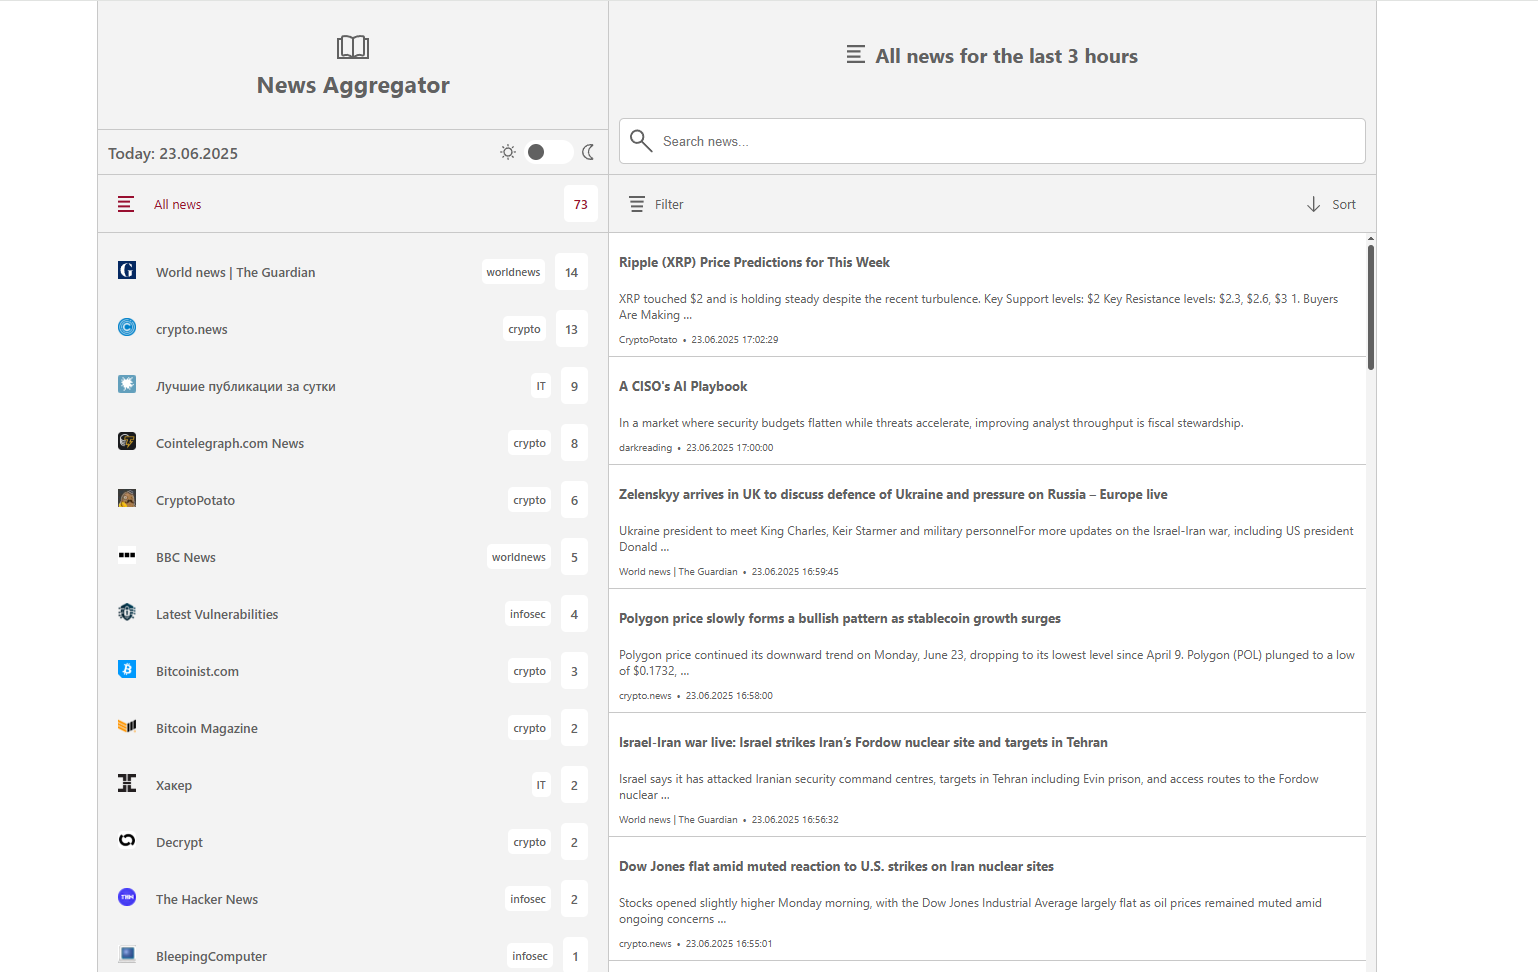 News Aggregator
Today: 23.06.2025
All news
73
World news | The Guardian
worldnews
14
crypto.news
crypto
13
Лучшие публикации за сутки
IT
9
Cointelegraph.com News
crypto
8
CryptoPotato
crypto
6
BBC News
worldnews
5
Latest Vulnerabilities
infosec
4
Bitcoinist.com
crypto
3
Bitcoin Magazine
crypto
2
Хакер
IT
2
Decrypt
crypto
2
The Hacker News
infosec
2
BleepingComputer
infosec
1
All news for the last 3 hours
Search news...
Filter
Sort
Ripple (XRP) Price Predictions for This Week
XRP touched $2 and is holding steady despite the recent turbulence. Key Support levels: $2 Key Resistance levels: $2.3, $2.6, $3 1. Buyers
Are Making ...
CryptoPotato • 23.06.2025 17:02:29
A CISO's AI Playbook
In a market where security budgets flatten while threats accelerate, improving analyst throughput is fiscal stewardship.
darkreading • 23.06.2025 17:00:00
Zelenskyy arrives in UK to discuss defence of Ukraine and pressure on Russia – Europe live
Ukraine president to meet King Charles, Keir Starmer and military personnelFor more updates on the Israel-Iran war, including US president
Donald ...
World news | The Guardian • 23.06.2025 16:59:45
Polygon price slowly forms a bullish pattern as stablecoin growth surges
Polygon price continued its downward trend on Monday, June 23, dropping to its lowest level since April 9. Polygon (POL) plunged to a low
of $0.1732, ...
crypto.news • 23.06.2025 16:58:00
Israel-Iran war live: Israel strikes Iran’s Fordow nuclear site and targets in Tehran
Israel says it has attacked Iranian security command centres, targets in Tehran including Evin prison, and access routes to the Fordow
nuclear ...
World news | The Guardian • 23.06.2025 16:56:32
Dow Jones flat amid muted reaction to U.S. strikes on Iran nuclear sites
Stocks opened slightly higher Monday morning, with the Dow Jones Industrial Average largely flat as oil prices remained muted amid
ongoing concerns ...
crypto.news • 23.06.2025 16:55:01